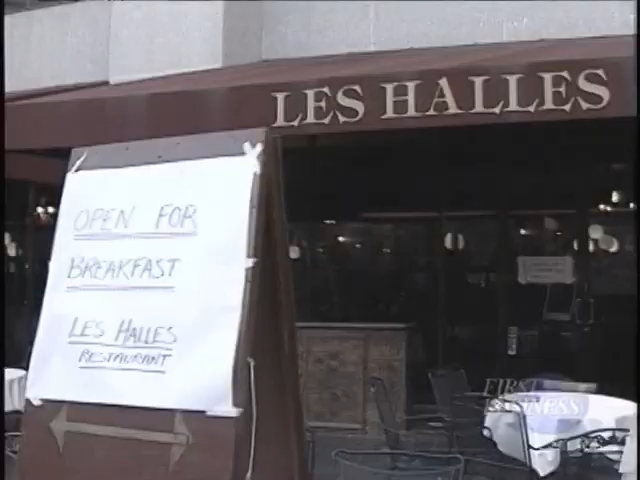 LES HALLES
OPEN FOR
BREAKFAST
LES HALLES
RESTAURANT
FIRST
BUSINESS